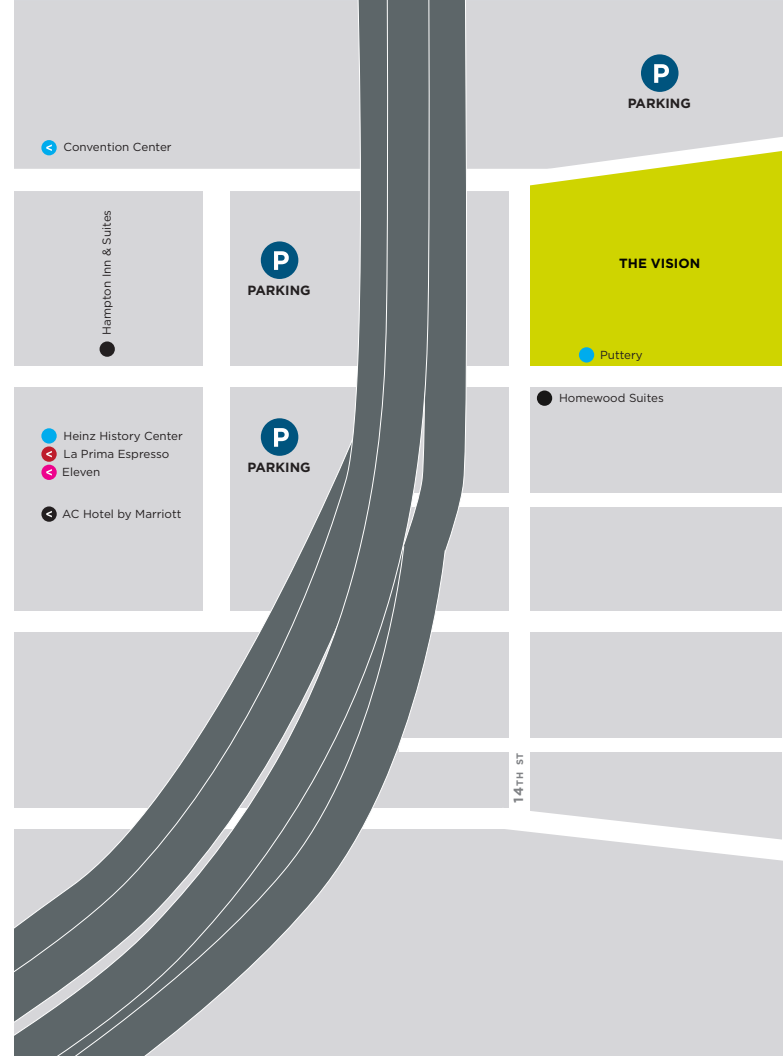 P
PARKING
< Convention Center
Hampton Inn & Suites
P
PARKING
THE VISION
Puttery
Homewood Suites
Heinz History Center
< La Prima Espresso
< Eleven
P
PARKING
< AC Hotel by Marriott
14TH ST